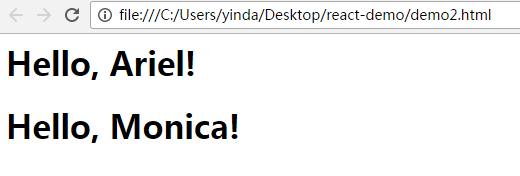 file:///C:/Users/yinda/Desktop/react-demo/demo2.html
Hello, Ariel!
Hello, Monica!